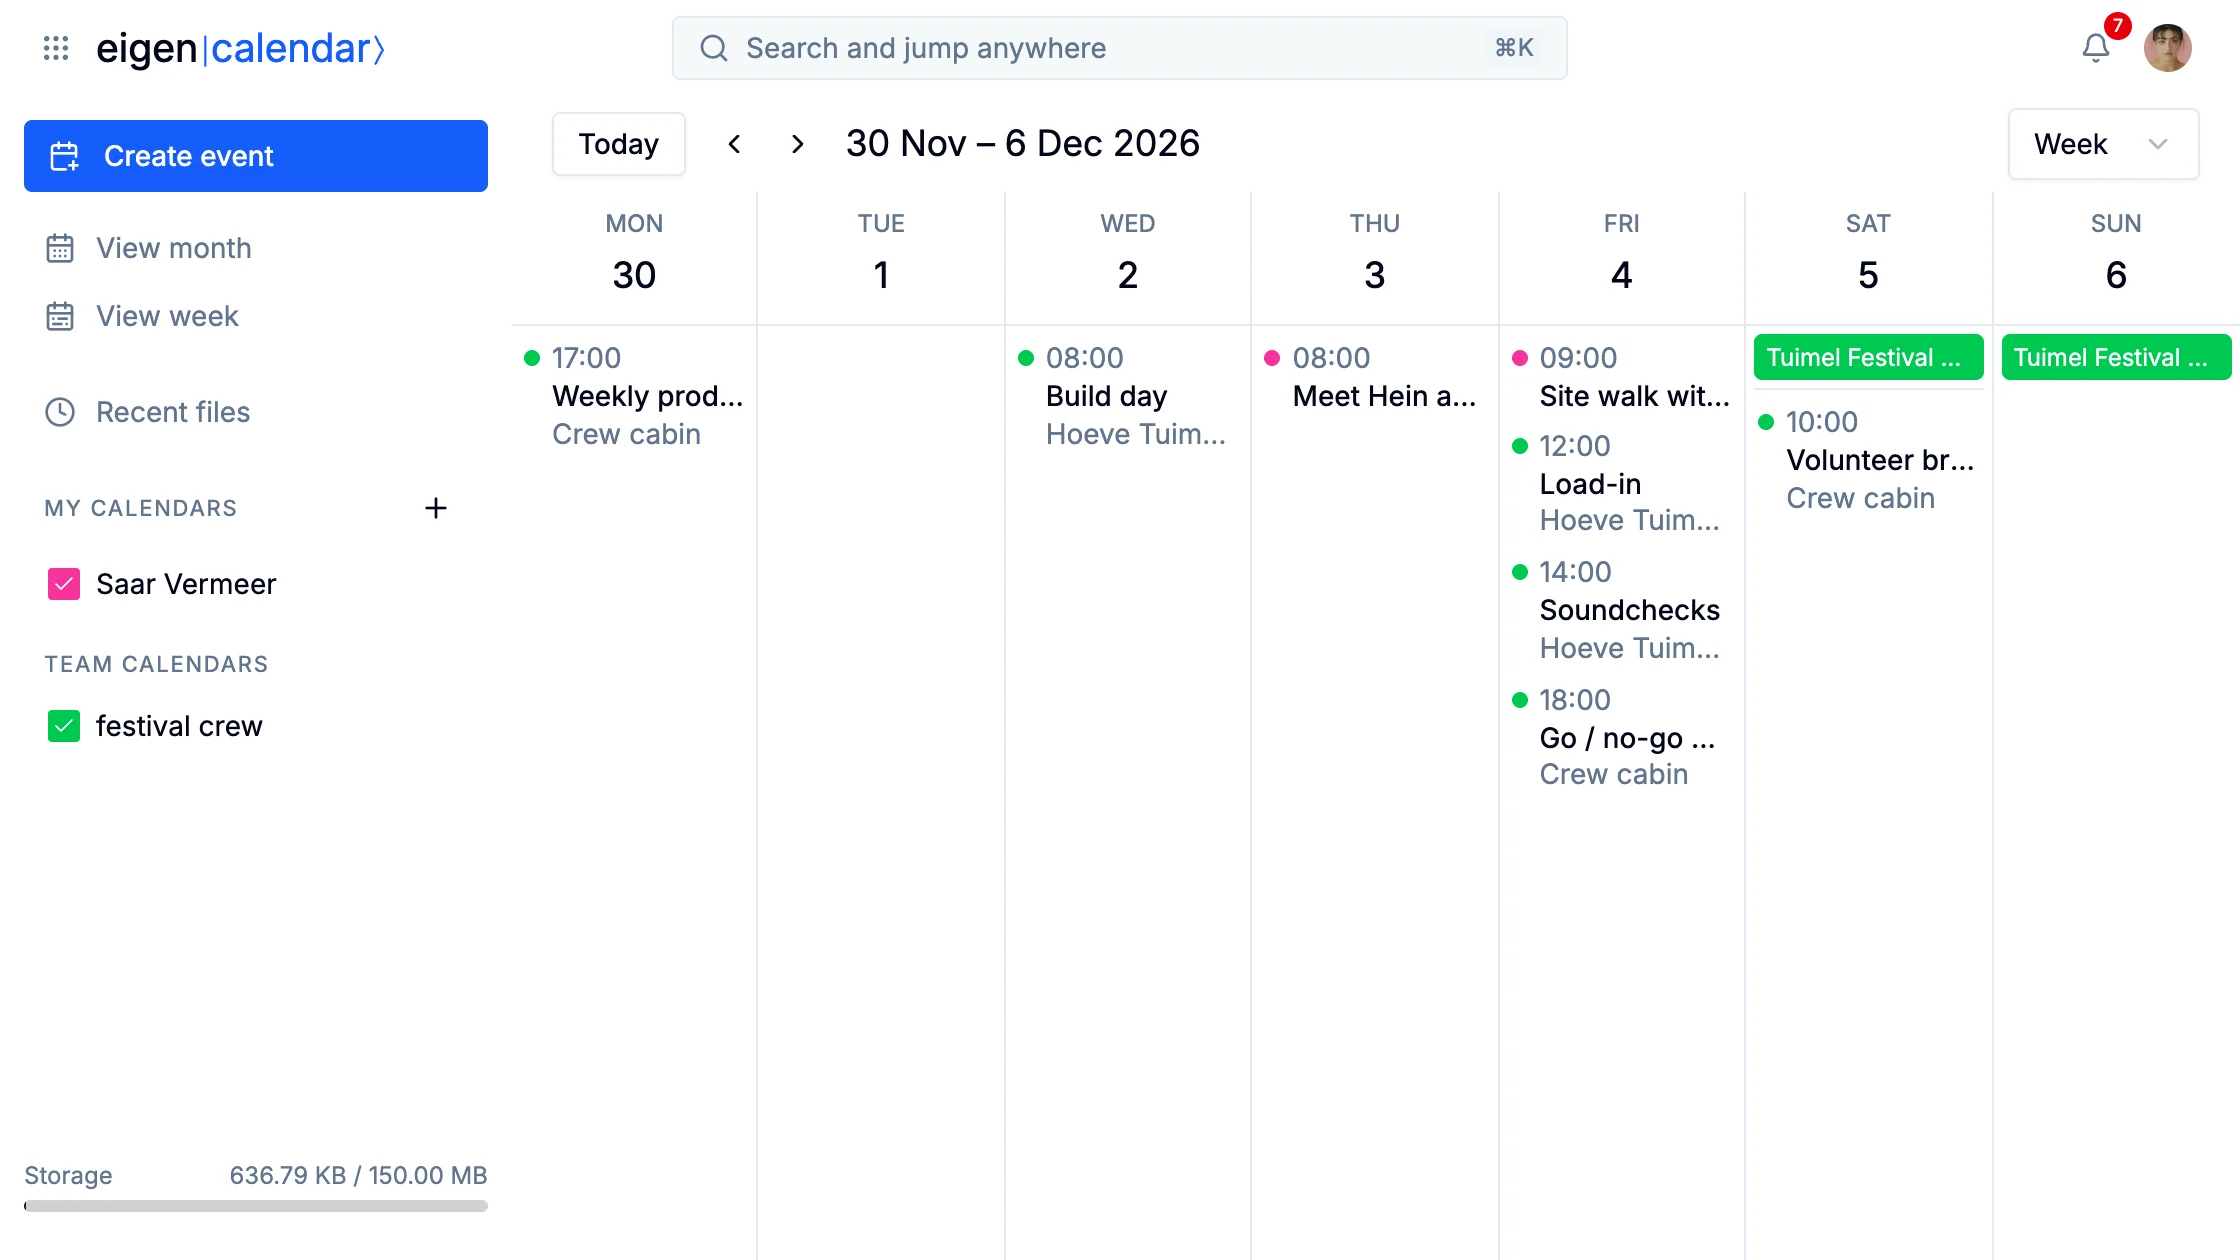 eigen|calendar⟩
Search and jump anywhere ⌘K
7
Create event
View month
View week
Recent files
MY CALENDARS
Saar Vermeer
TEAM CALENDARS
festival crew
Storage 636.79 KB / 150.00 MB
Today 30 Nov – 6 Dec 2026 Week
MON TUE WED THU FRI SAT SUN
30 1 2 3 4 5 6
17:00
Weekly prod...
Crew cabin
08:00
Build day
Hoeve Tuim...
08:00
Meet Hein a...
09:00
Site walk wit...
12:00
Load-in
Hoeve Tuim...
14:00
Soundchecks
Hoeve Tuim...
18:00
Go / no-go ...
Crew cabin
Tuimel Festival ...
10:00
Volunteer br...
Crew cabin
Tuimel Festival ...